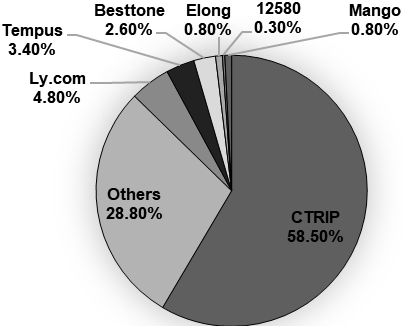 Tempus
3.40%
Besttone
2.60%
Elong
0.80%
12580
0.30%
Mango
0.80%
Ly.com
4.80%
Others
28.80%
CTRIP
58.50%